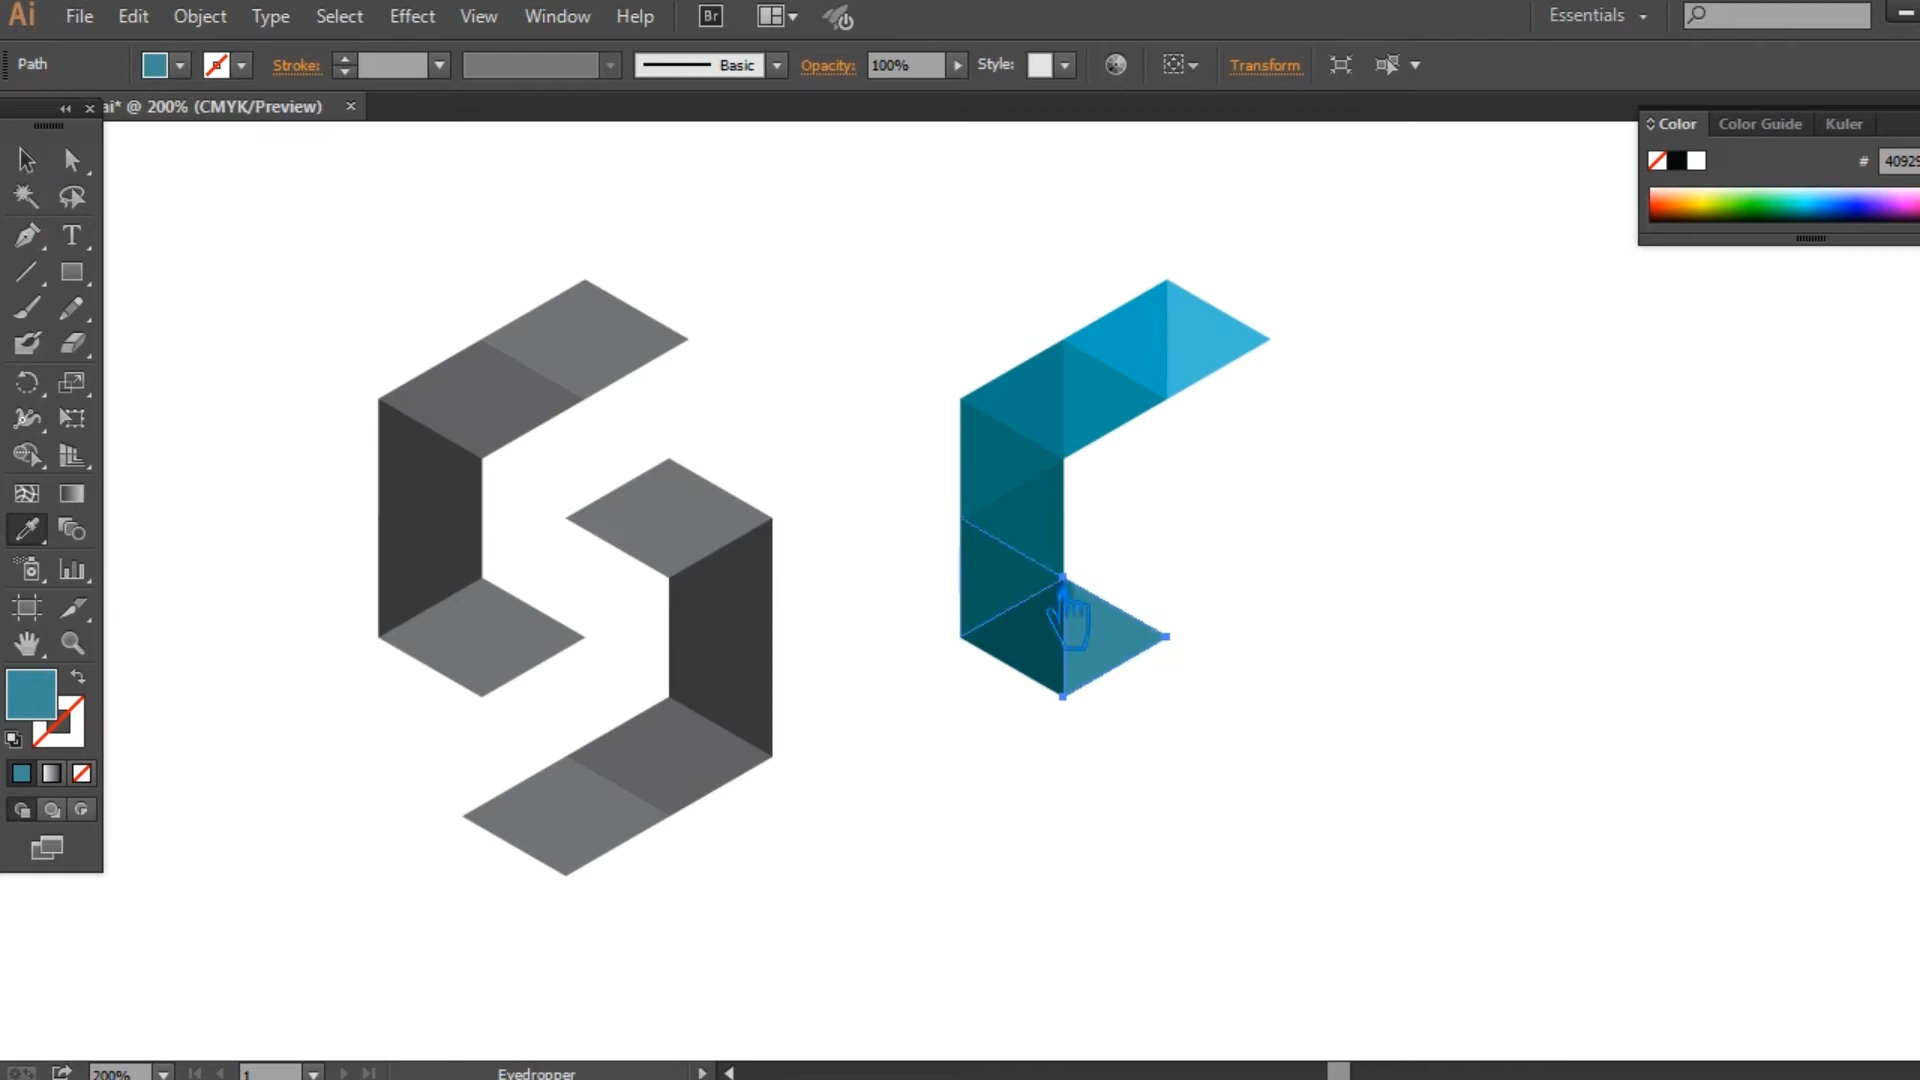 Ai File Edit Object Type Select Effect View Window Help Br Essentials
Path Stroke: Basic Opacity: 100% Style: Transform
ai* @ 200% (CMYK/Preview) ×
Color Color Guide Kuler
# 40929
T
200% 1 Eyedropper